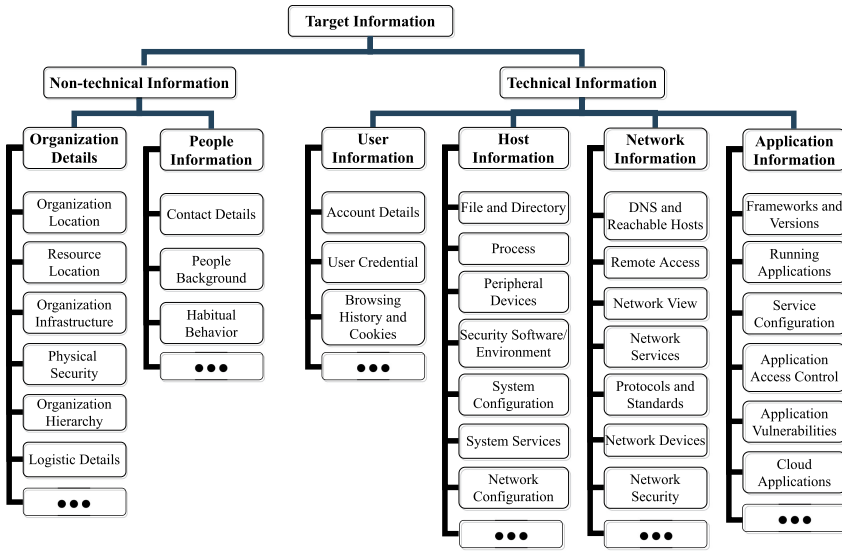 Target Information
Non-technical Information
Technical Information
Organization
Details
People
Information
User
Information
Host
Information
Network
Information
Application
Information
Organization
Location
Resource
Location
Organization
Infrastructure
Physical
Security
Organization
Hierarchy
Logistic Details
•••
Contact Details
People
Background
Habitual
Behavior
•••
Account Details
User Credential
Browsing
History and
Cookies
•••
File and Directory
Process
Peripheral
Devices
Security Software/
Environment
System
Configuration
System Services
Network
Configuration
•••
DNS and
Reachable Hosts
Remote Access
Network View
Network
Services
Protocols and
Standards
Network Devices
Network
Security
•••
Frameworks and
Versions
Running
Applications
Service
Configuration
Application
Access Control
Application
Vulnerabilities
Cloud
Applications
•••